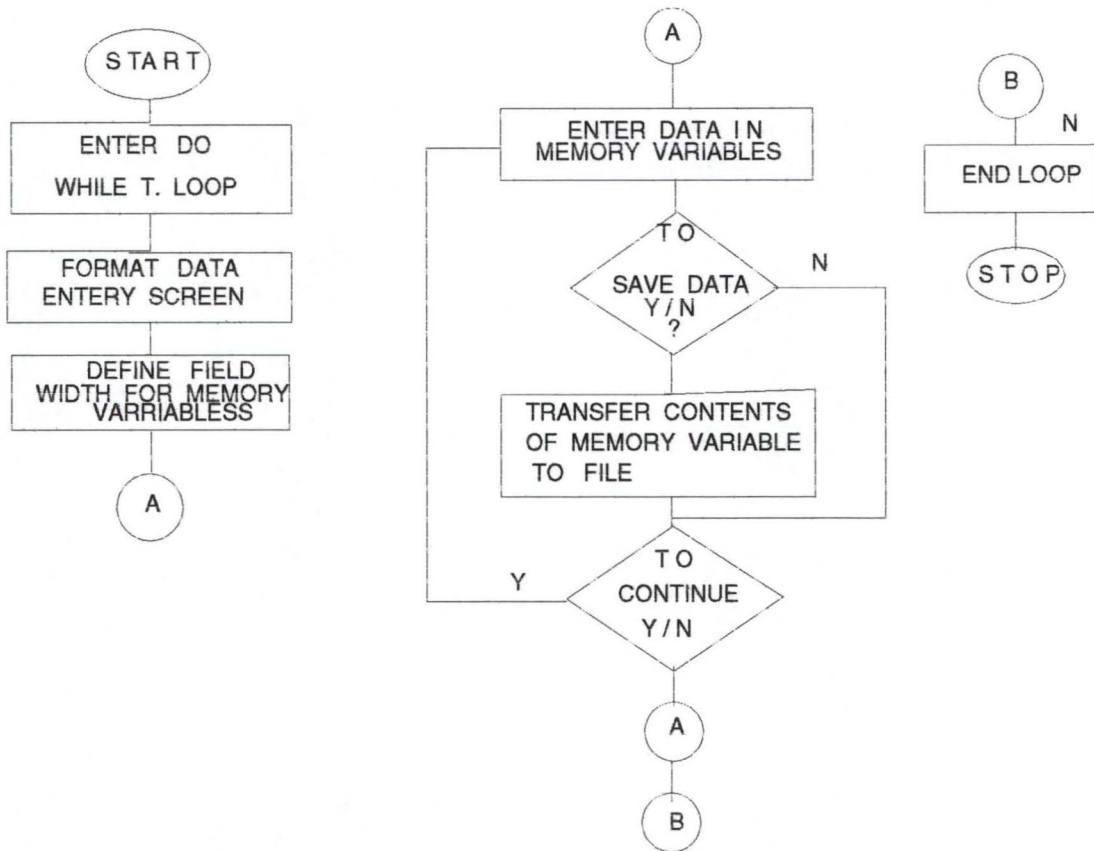 START
ENTER DO
WHILE T. LOOP
FORMAT DATA
ENTERY SCREEN
DEFINE FIELD
WIDTH FOR MEMORY
VARRIABLESS
A
A
ENTER DATA IN
MEMORY VARIABLES
TO
SAVE DATA
Y/N
?
N
TRANSFER CONTENTS
OF MEMORY VARIABLE
TO FILE
TO
CONTINUE
Y/N
Y
A
B
B
N
END LOOP
STOP